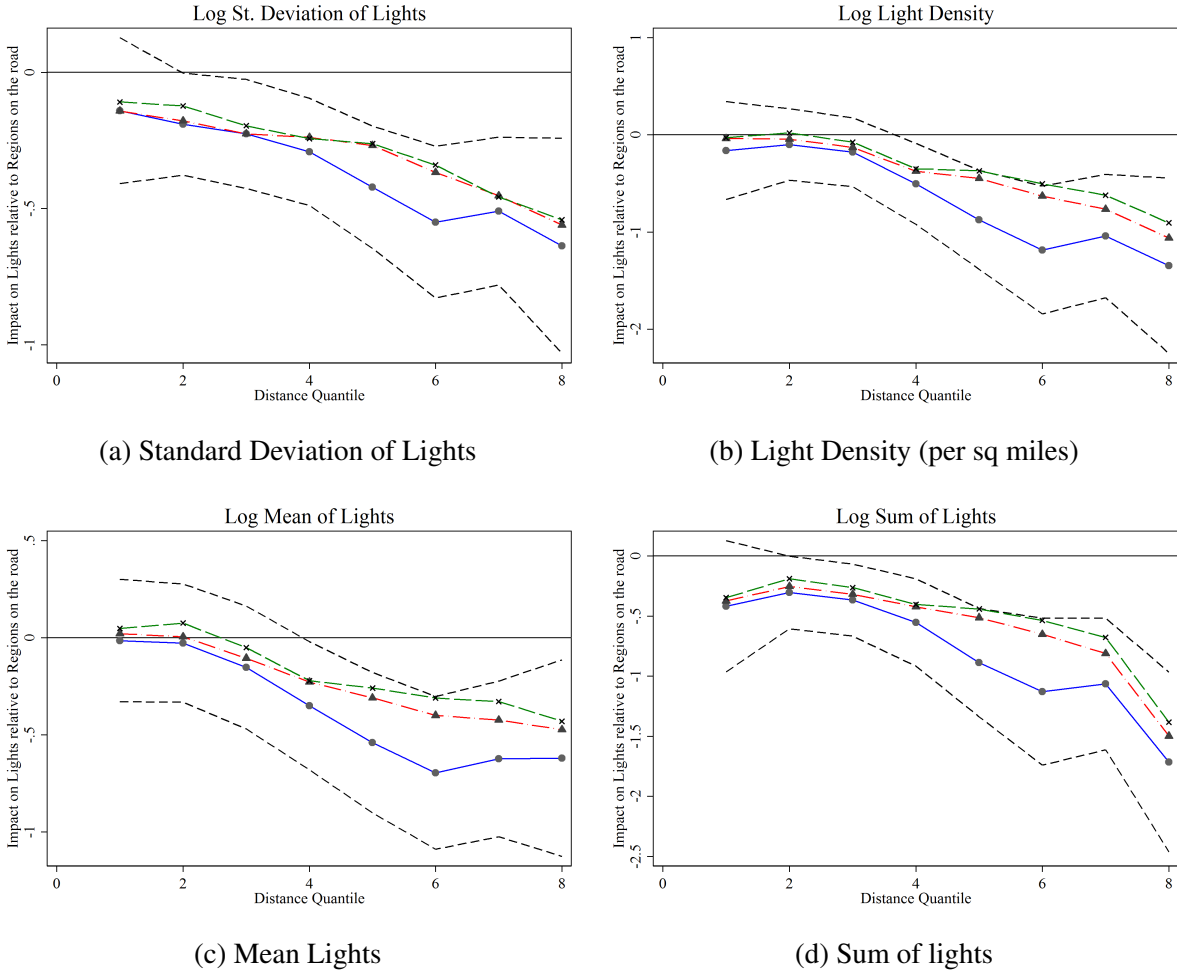 Log St. Deviation of Lights
Impact on Lights relative to Regions on the road
0
-.5
-1
0 2 4 6 8
Distance Quantile
(a) Standard Deviation of Lights
Log Light Density
Impact on Lights relative to Regions on the road
1
0
-1
-2
0 2 4 6 8
Distance Quantile
(b) Light Density (per sq miles)
Log Mean of Lights
Impact on Lights relative to Regions on the road
.5
0
-.5
-1
0 2 4 6 8
Distance Quantile
(c) Mean Lights
Log Sum of Lights
Impact on Lights relative to Regions on the road
0
-.5
-1
-1.5
-2
-2.5
0 2 4 6 8
Distance Quantile
(d) Sum of lights